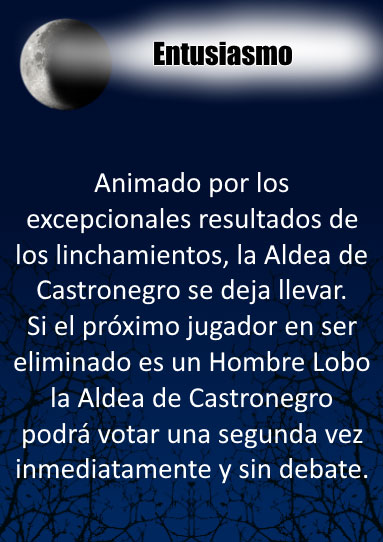 Entusiasmo
Animado por los
excepcionales resultados de
los linchamientos, la Aldea de
Castronegro se deja llevar.
Si el próximo jugador en ser
eliminado es un Hombre Lobo
la Aldea de Castronegro
podrá votar una segunda vez
inmediatamente y sin debate.